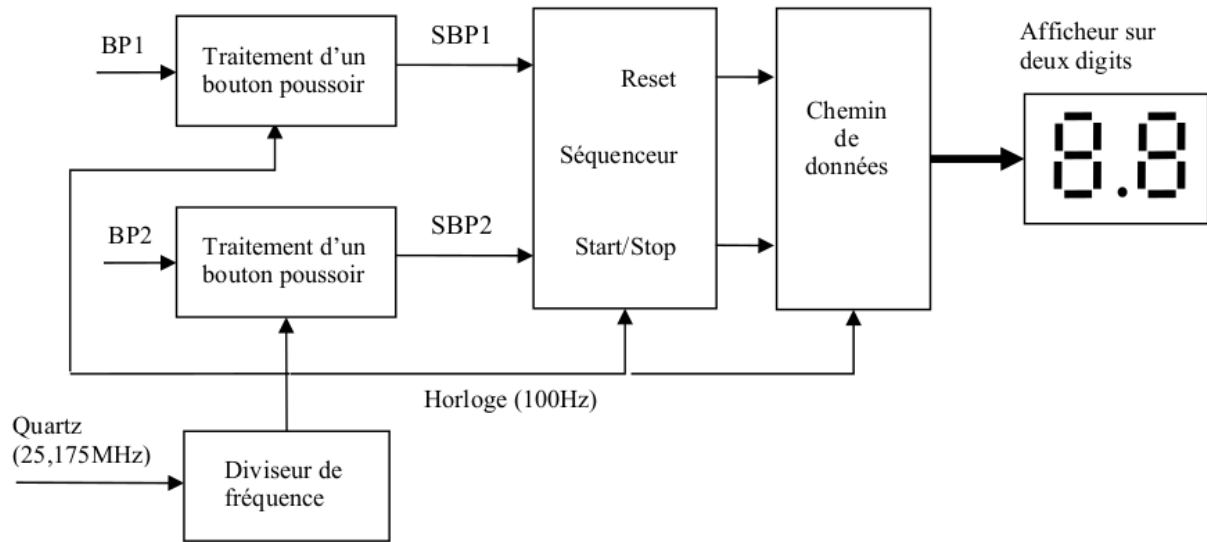 BP1
Traitement d'un
bouton poussoir
SBP1
Reset
Séquenceur
Start/Stop
Chemin
de
données
Afficheur sur
deux digits
8.8
BP2
Traitement d'un
bouton poussoir
SBP2
Horloge (100Hz)
Quartz
(25,175MHz)
Diviseur de
fréquence